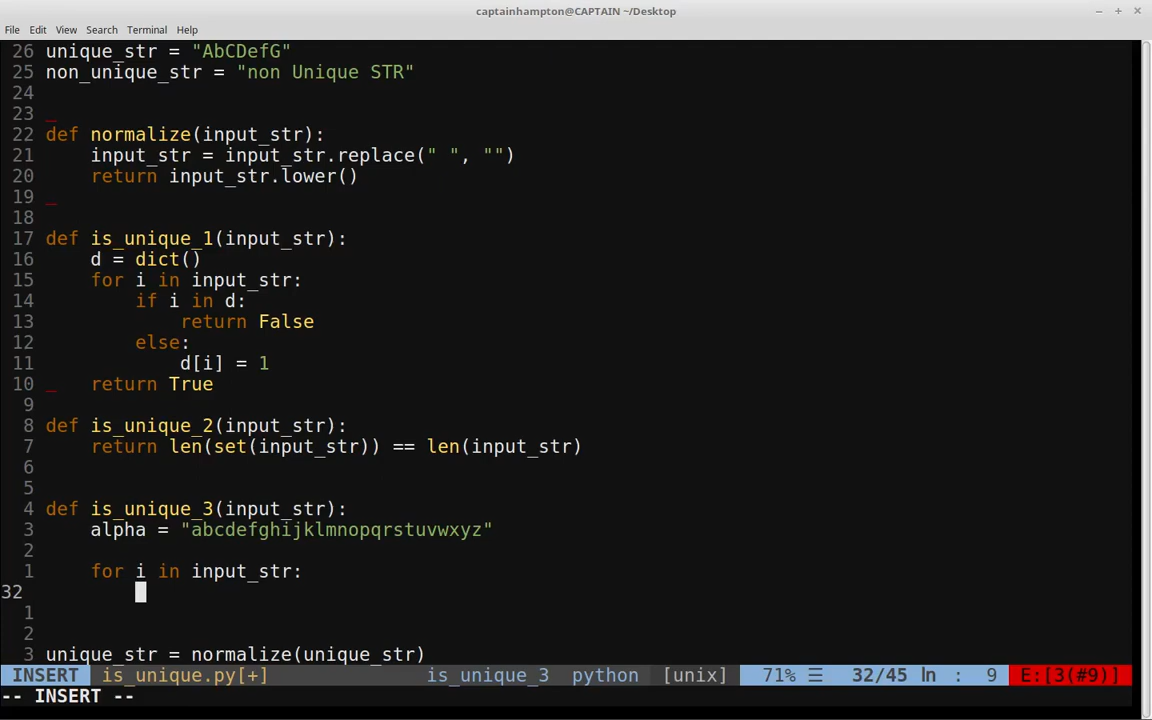 captainhampton@CAPTAIN ~/Desktop
File Edit View Search Terminal Help
26 unique_str = "AbCDefG"
25 non_unique_str = "non Unique STR"
24
23 _
22 def normalize(input_str):
21     input_str = input_str.replace(" ", "")
20     return input_str.lower()
19 _
18
17 def is_unique_1(input_str):
16     d = dict()
15     for i in input_str:
14         if i in d:
13             return False
12         else:
11             d[i] = 1
10 _   return True
9
8 def is_unique_2(input_str):
7     return len(set(input_str)) == len(input_str)
6
5
4 def is_unique_3(input_str):
3     alpha = "abcdefghijklmnopqrstuvwxyz"
2
1     for i in input_str:
32
1
2
3 unique_str = normalize(unique_str)
INSERT is_unique.py[+] is_unique_3 python [unix] 71% ☰ 32/45 ln : 9 E:[3(#9)]
-- INSERT --